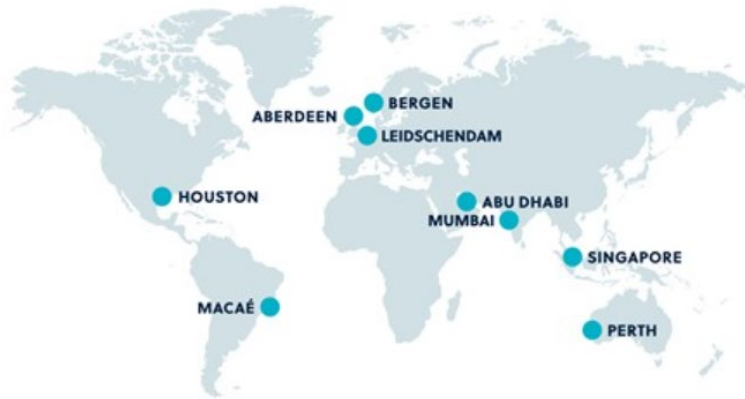 BERGEN
ABERDEEN
LEIDSCHENDAM
HOUSTON
ABU DHABI
MUMBAI
SINGAPORE
MACAÉ
PERTH